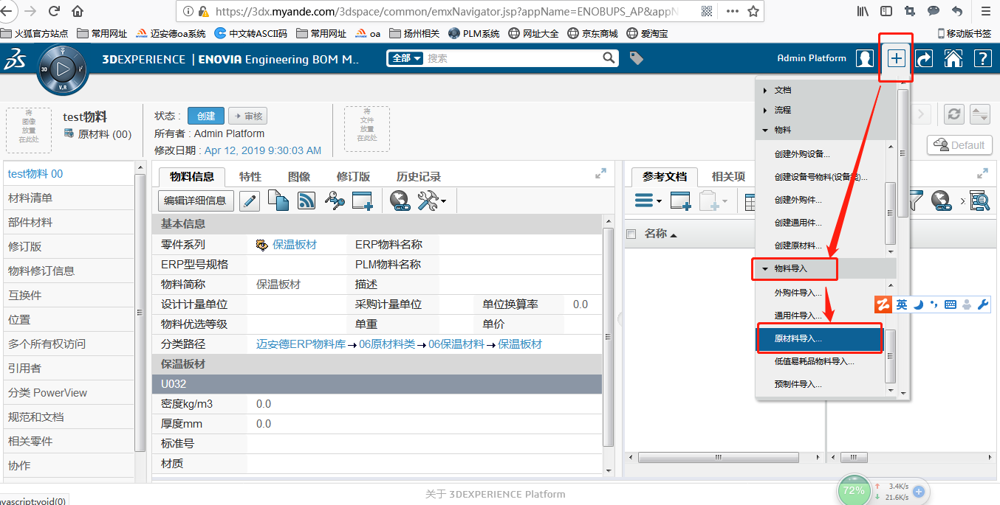 https://3dx.myande.com/3dspace/common/emxNavigator.jsp?appName=ENOBUPS_AP&appN
火狐官方站点 常用网址 迈安德oa系统 中文转ASCII码 常用网址 oa 扬州相关 PLM系统 网址大全 京东商城 爱淘宝 移动版书签
3DEXPERIENCE | ENOVIA Engineering BOM M.. 全部 搜索 Admin Platform
3D V,R i²
将图像放置在此处
test物料
原材料 (00)
状态 : 创建 审核
所有者 : Admin Platform
修改日期 : Apr 12, 2019 9:30:03 AM
将文件放置在此处
Default
test物料 00
材料清单
部件材料
修订版
物料修订信息
互换件
位置
多个所有权访问
引用者
分类 PowerView
规范和文档
相关零件
协作
物料信息 特性 图像 修订版 历史记录
编辑详细信息
基本信息
零件系列 保温板材 ERP物料名称
ERP型号规格 PLM物料名称
物料简称 保温板材 描述
设计计量单位 采购计量单位 单位换算率 0.0
物料优选等级 单重 单价
分类路径 迈安德ERP物料库→06原材料类→06保温材料→保温板材
保温板材
U032
密度kg/m3 0.0
厚度mm 0.0
标准号
材质
参考文档 相关项
名称
文档
流程
物料
创建外购设备...
创建设备号物料(设备类)...
创建外购件...
创建通用件...
创建原材料...
物料导入
外购件导入...
通用件导入...
原材料导入...
低值易耗品物料导入...
预制件导入...
英
关于 3DEXPERIENCE Platform
72% 3.4K/s
21.6K/s
avascript:void(0)